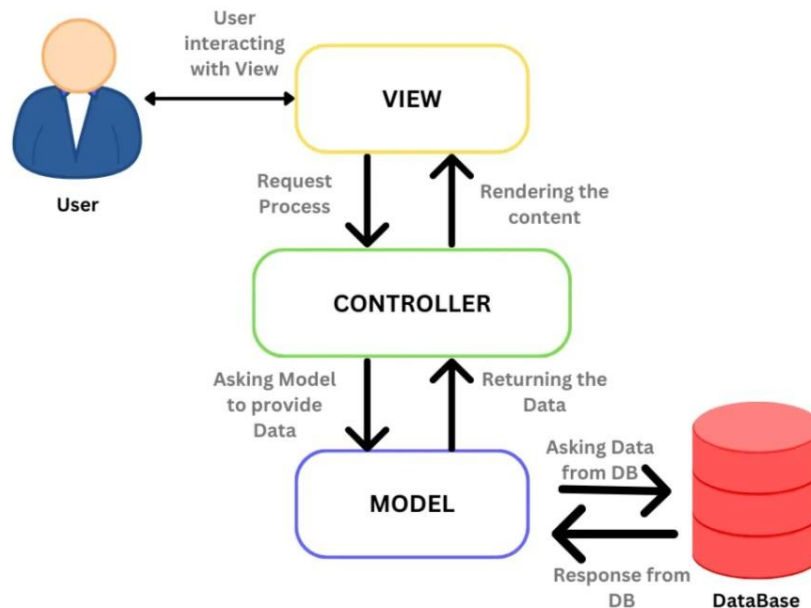 User
interacting
with View
VIEW
User
Request
Process
Rendering the
content
CONTROLLER
Asking Model
to provide
Data
Returning the
Data
MODEL
Asking Data
from DB
Response from
DB
DataBase